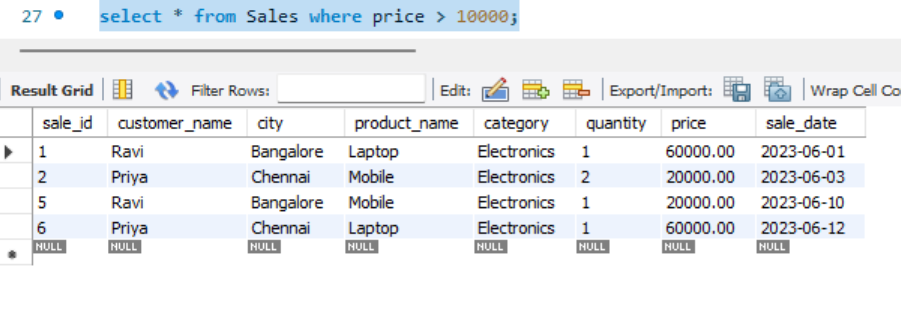 27 select * from Sales where price > 10000;
Result Grid Filter Rows: Edit: Export/Import: Wrap Cell Co
sale_id customer_name city product_name category quantity price sale_date
1 Ravi Bangalore Laptop Electronics 1 60000.00 2023-06-01
2 Priya Chennai Mobile Electronics 2 20000.00 2023-06-03
5 Ravi Bangalore Mobile Electronics 1 20000.00 2023-06-10
6 Priya Chennai Laptop Electronics 1 60000.00 2023-06-12
NULL NULL NULL NULL NULL NULL NULL NULL